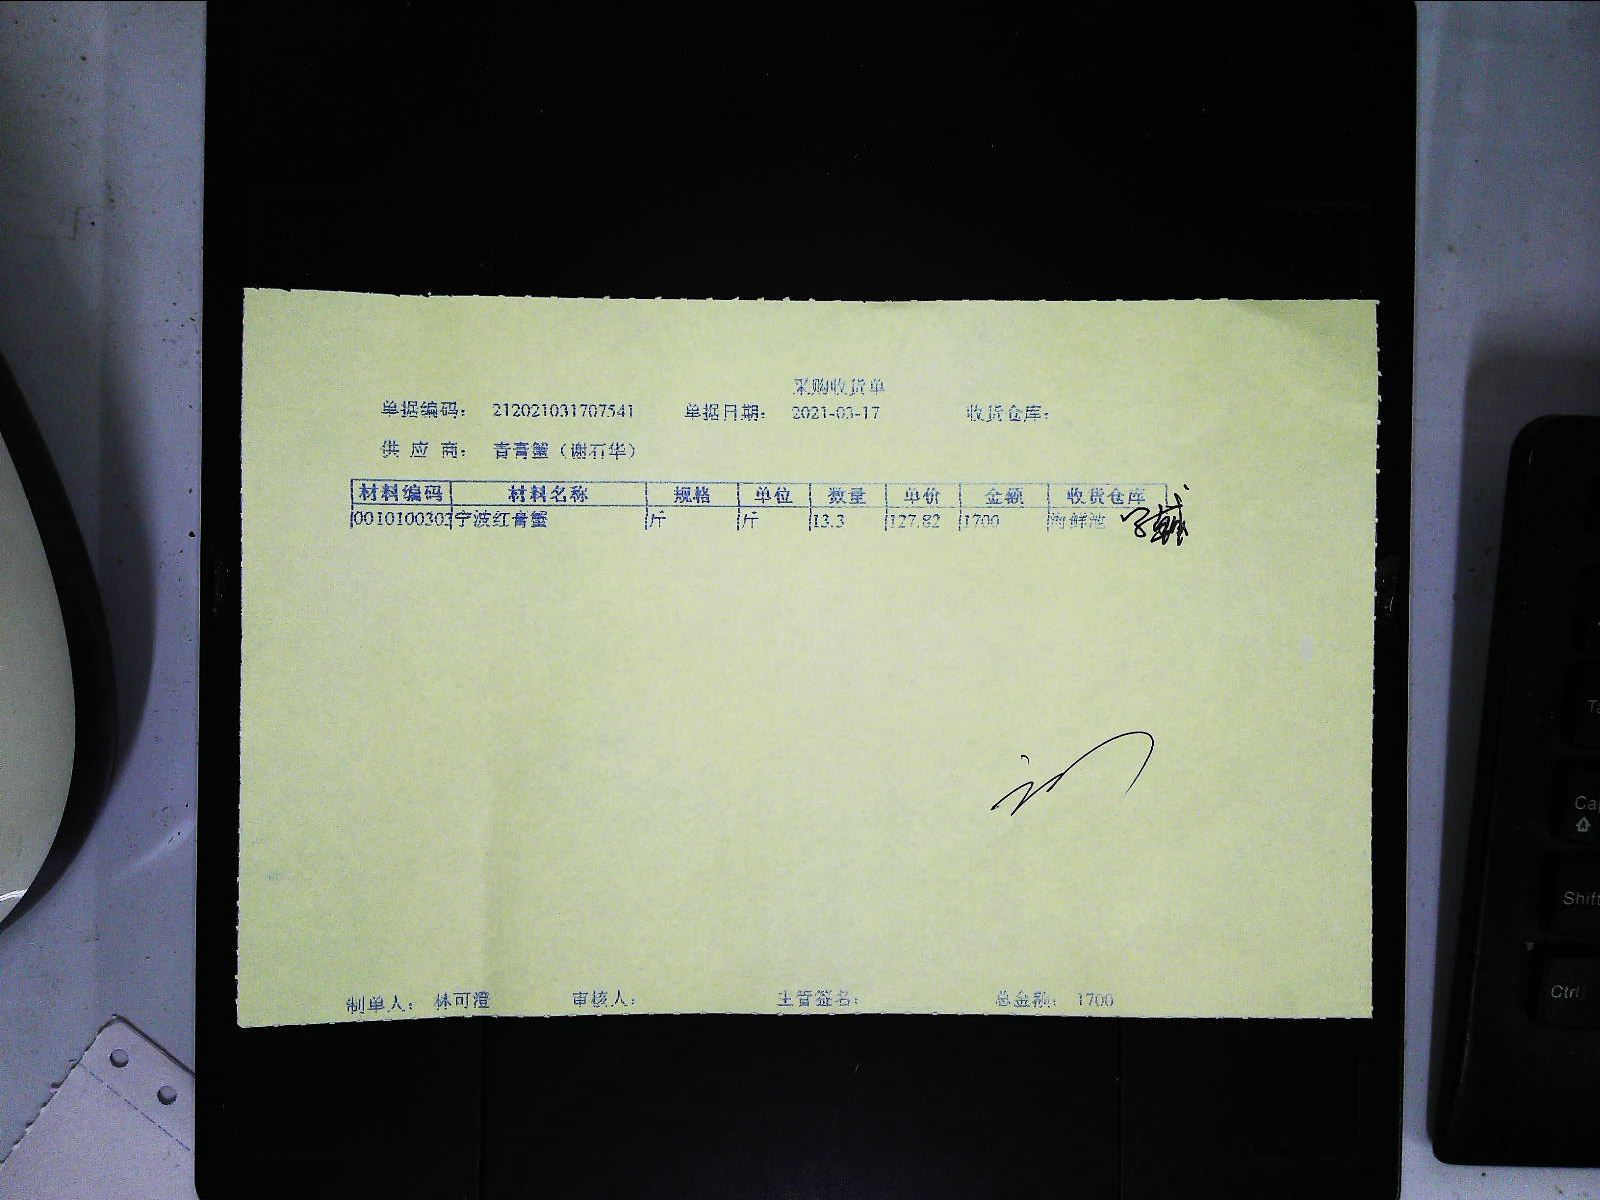 采购收货单
单据编码： 212021031707541 单据日期： 2021-03-17 收货仓库：
供 应 商： 青膏蟹（谢石华）
材料编码 材料名称 规格 单位 数量 单价 金额 收货仓库
0010100302 宁波红膏蟹 斤 斤 13.3 127.82 1700 海鲜池
制单人： 林可澄 审核人： 主管签名： 总金额： 1700
Shift
Ctrl